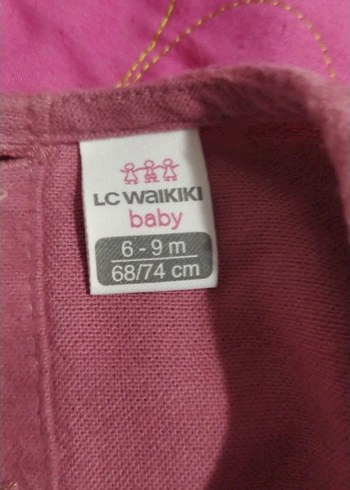 LC WAIKIKI
baby
6 - 9 m
68/74 cm